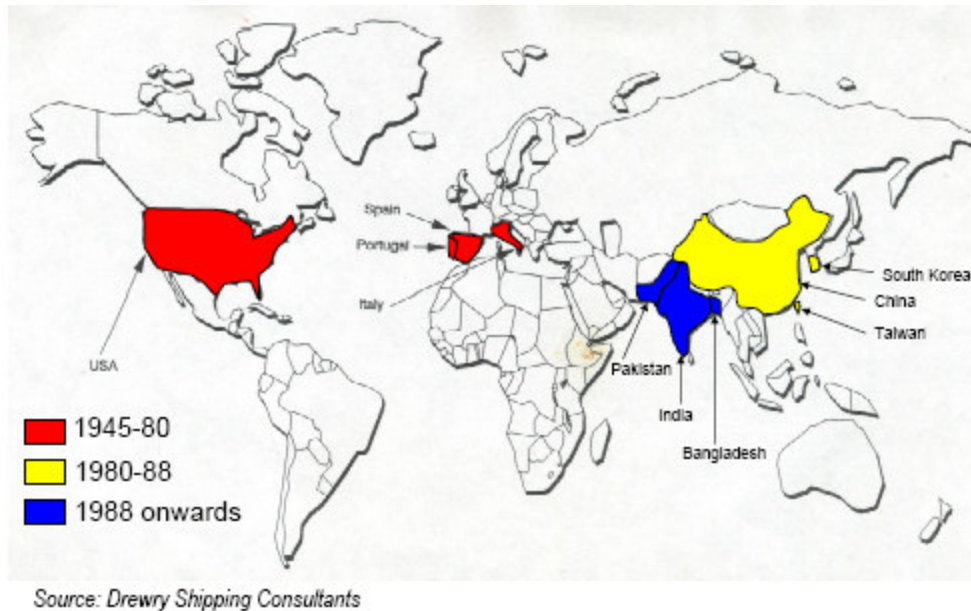 Spain
Portugal
Italy
USA
South Korea
China
Taiwan
Pakistan
India
Bangladesh
1945-80
1980-88
1988 onwards
Source: Drewry Shipping Consultants